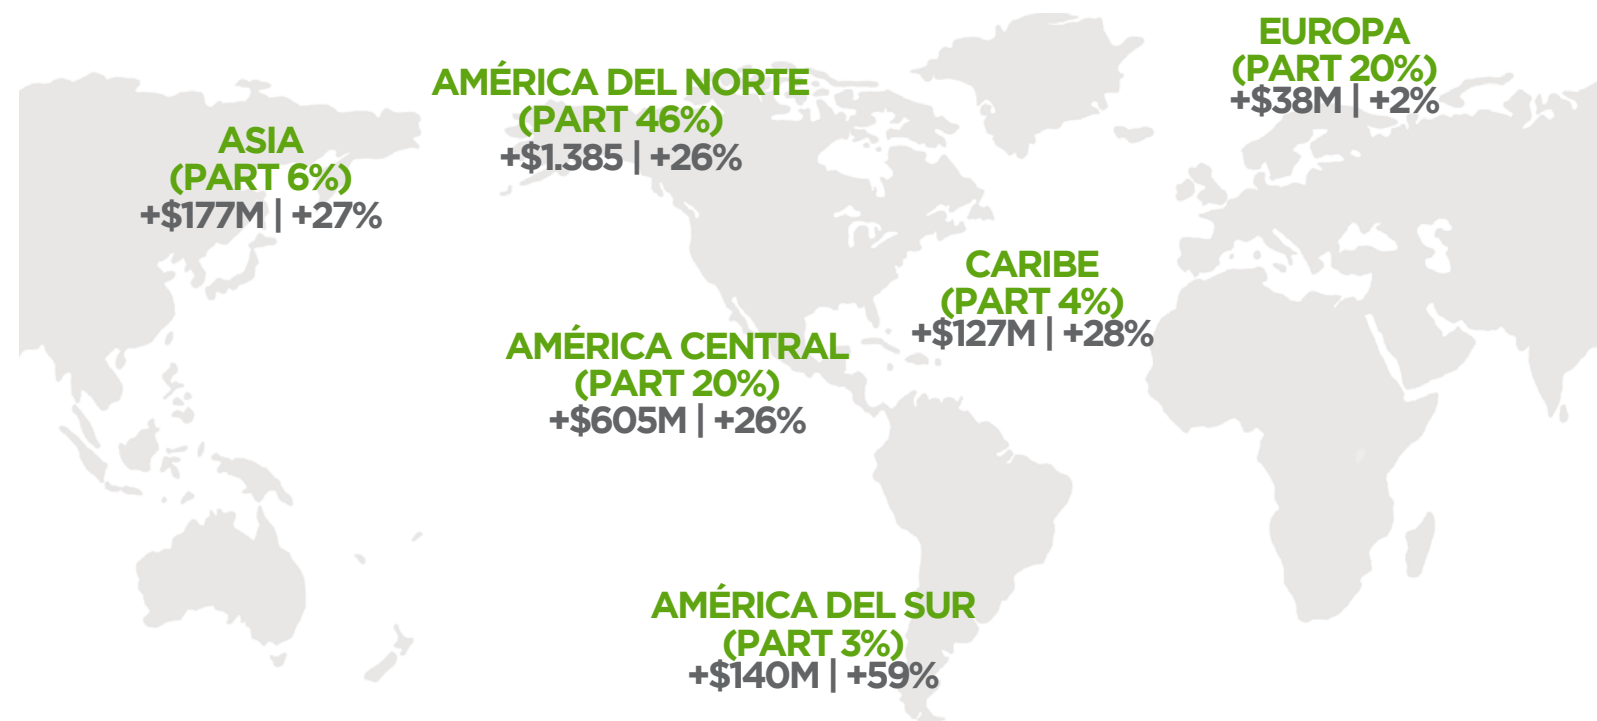 EUROPA
(PART 20%)
+$38M | +2%
AMÉRICA DEL NORTE
(PART 46%)
+$1.385 | +26%
ASIA
(PART 6%)
+$177M | +27%
CARIBE
(PART 4%)
+$127M | +28%
AMÉRICA CENTRAL
(PART 20%)
+$605M | +26%
AMÉRICA DEL SUR
(PART 3%)
+$140M | +59%